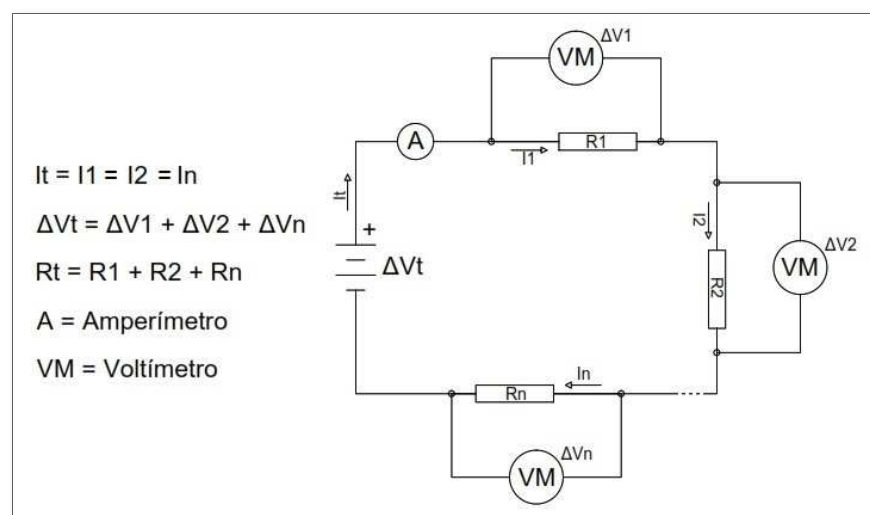 It = I1 = I2 = In
ΔVt = ΔV1 + ΔV2 + ΔVn
Rt = R1 + R2 + Rn
A = Amperímetro
VM = Voltímetro
ΔV1
VM
A
R1
I1
It
+
ΔVt
I2
R2
VM
ΔV2
In
Rn
VM
ΔVn